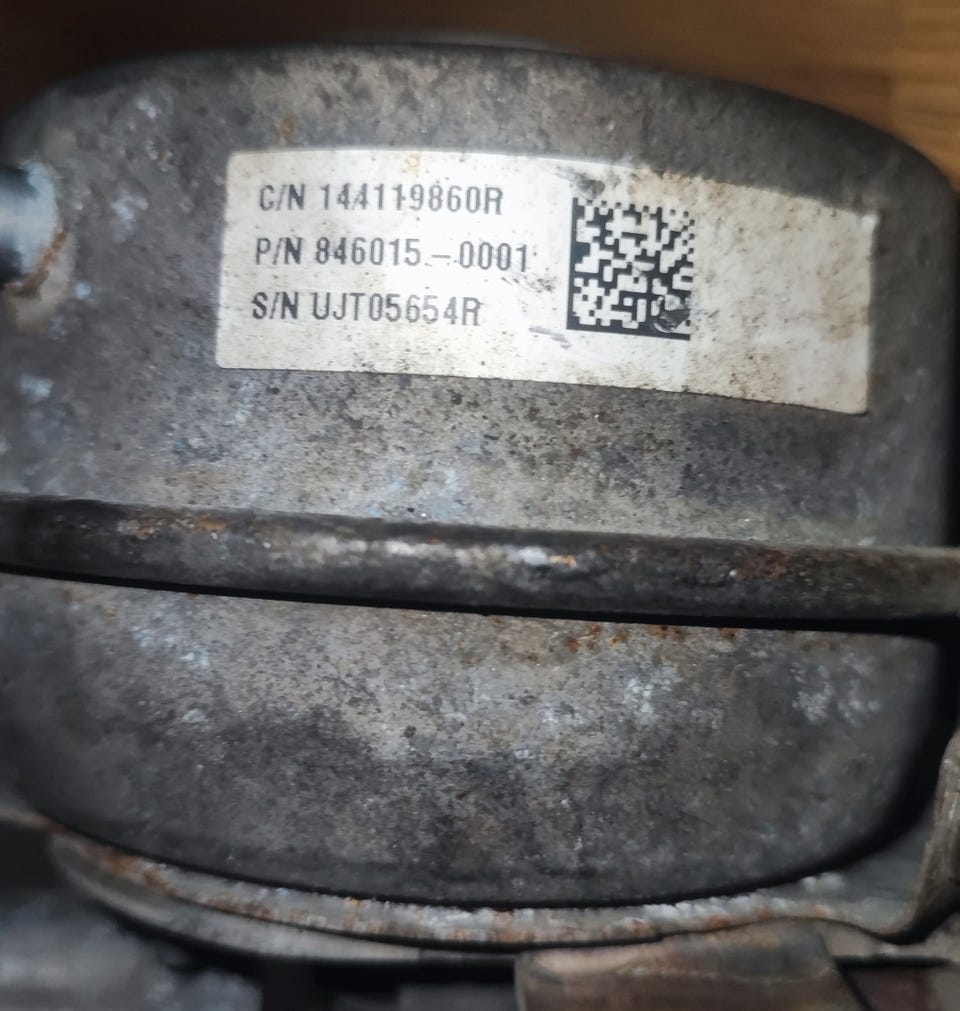 C/N 144119860R
P/N 846015-0001
S/N UJT05654R